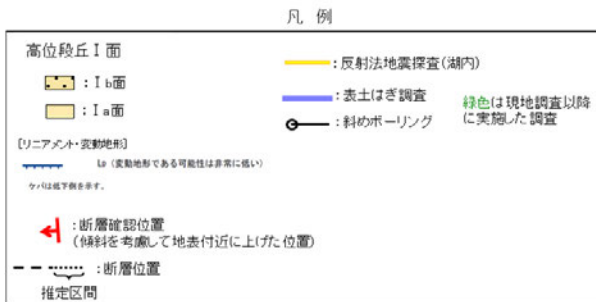 凡 例
高位段丘Ⅰ面
：Ⅰb面
：Ⅰa面
[リニアメント・変動地形]
LD (変動地形である可能性は非常に低い)
ケバは低下側を示す。
：断層確認位置
(傾斜を考慮して地表付近に上げた位置)
：断層位置
推定区間
：反射法地震探査(湖内)
：表土はぎ調査
：斜めボーリング
緑色は現地調査以降
に実施した調査